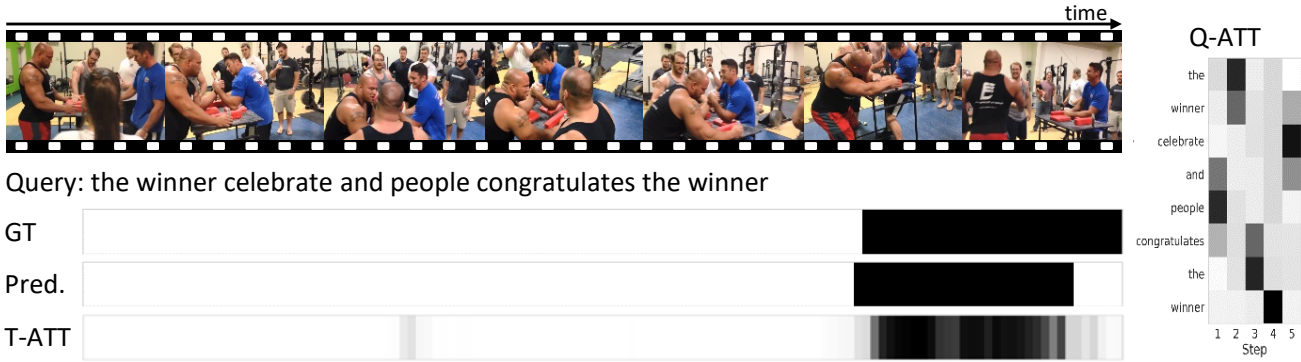 time
Query: the winner celebrate and people congratulates the winner
GT
Pred.
T-ATT
Q-ATT
the
winner
celebrate
and
people
congratulates
the
winner
1 2 3 4 5
Step